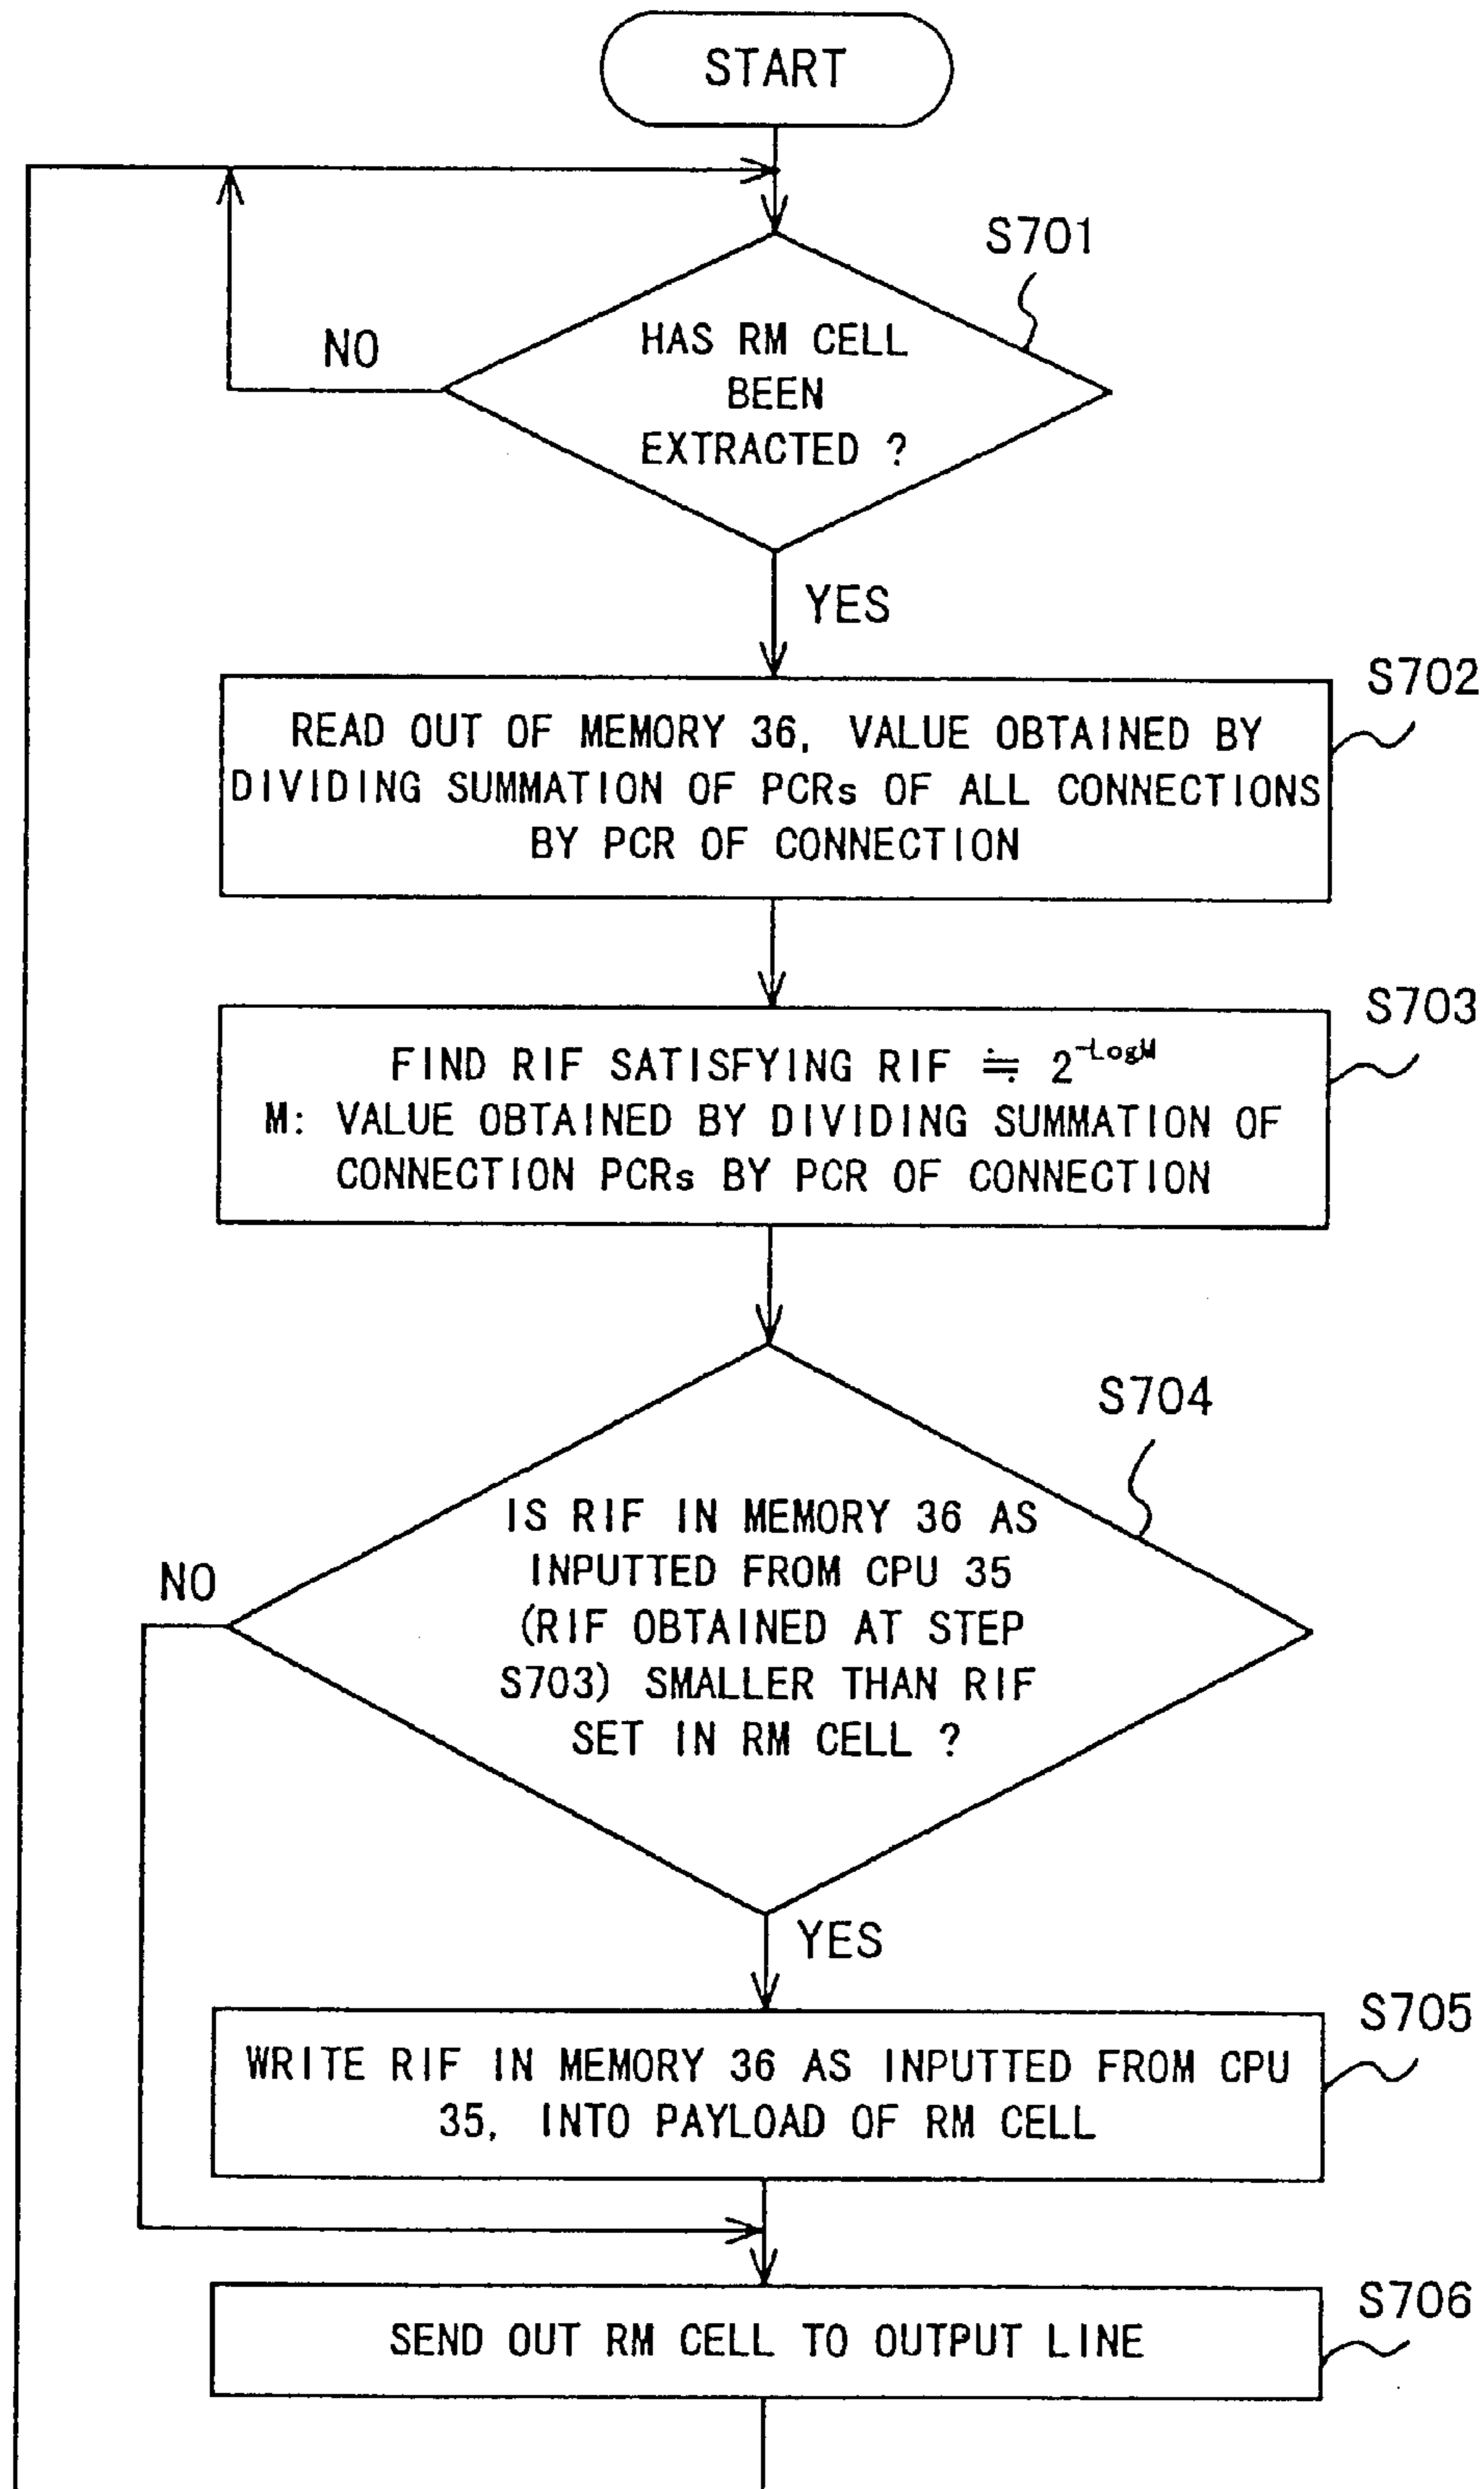 START
S701
NO
HAS RM CELL
BEEN
EXTRACTED ?
YES
S702
READ OUT OF MEMORY 36, VALUE OBTAINED BY
DIVIDING SUMMATION OF PCRs OF ALL CONNECTIONS
BY PCR OF CONNECTION
S703
FIND RIF SATISFYING RIF ≒ 2^-LogM
M: VALUE OBTAINED BY DIVIDING SUMMATION OF
CONNECTION PCRs BY PCR OF CONNECTION
S704
NO
IS RIF IN MEMORY 36 AS
INPUTTED FROM CPU 35
(RIF OBTAINED AT STEP
S703) SMALLER THAN RIF
SET IN RM CELL ?
YES
S705
WRITE RIF IN MEMORY 36 AS INPUTTED FROM CPU
35, INTO PAYLOAD OF RM CELL
S706
SEND OUT RM CELL TO OUTPUT LINE